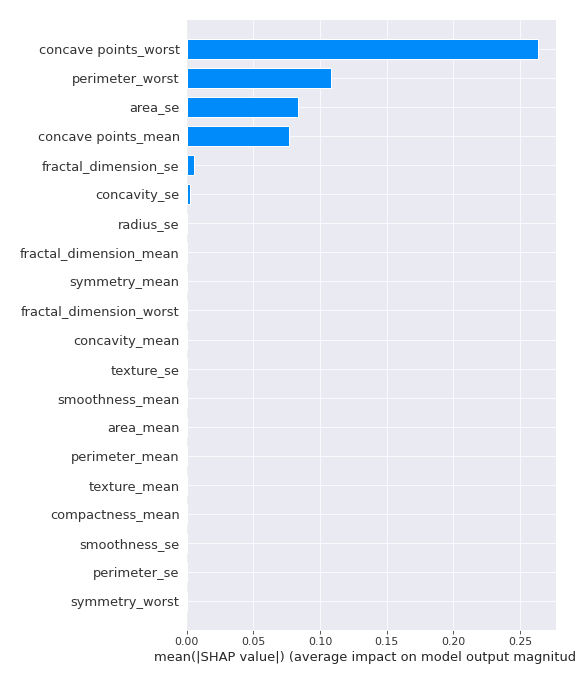 concave points_worst
perimeter_worst
area_se
concave points_mean
fractal_dimension_se
concavity_se
radius_se
fractal_dimension_mean
symmetry_mean
fractal_dimension_worst
concavity_mean
texture_se
smoothness_mean
area_mean
perimeter_mean
texture_mean
compactness_mean
smoothness_se
perimeter_se
symmetry_worst
0.00 0.05 0.10 0.15 0.20 0.25
mean(|SHAP value|) (average impact on model output magnitud